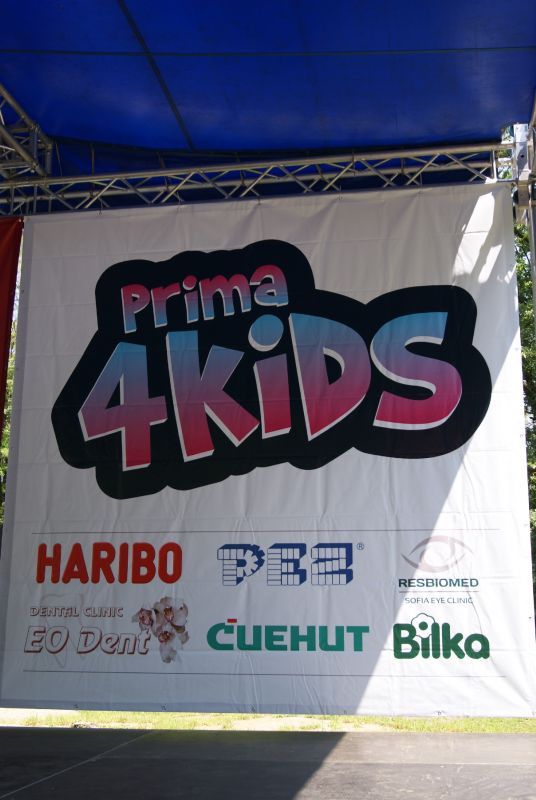 Prima
4KiDS
HARIBO
PEZ®
RESBIOMED
SOFIA EYE CLINIC
DENTAL CLINIC
EO Dent
СИЕНИТ
Bilka